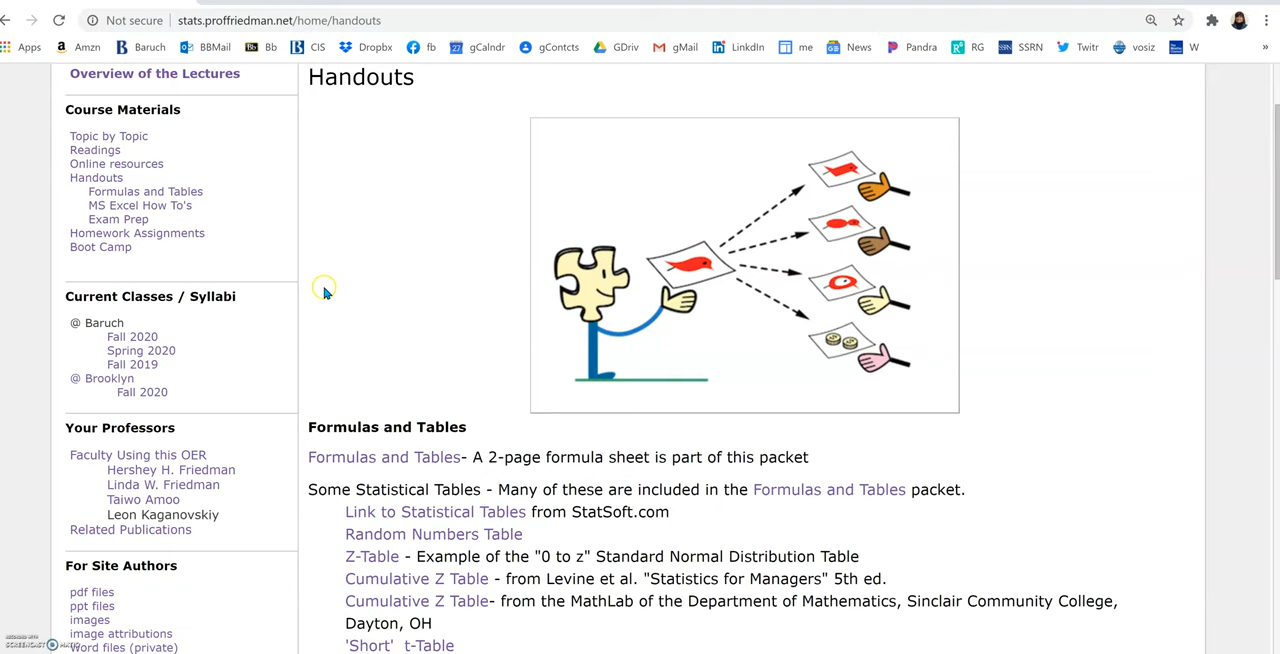 Not secure | stats.proffriedman.net/home/handouts
Apps Amzn Baruch BBMail Bb CIS Dropbx fb gCalndr gContcts GDriv gMail LinkdIn me News Pandra RG SSRN Twitr vosiz W »
Overview of the Lectures
Course Materials
Topic by Topic
Readings
Online resources
Handouts
Formulas and Tables
MS Excel How To's
Exam Prep
Homework Assignments
Boot Camp
Current Classes / Syllabi
@ Baruch
Fall 2020
Spring 2020
Fall 2019
@ Brooklyn
Fall 2020
Your Professors
Faculty Using this OER
Hershey H. Friedman
Linda W. Friedman
Taiwo Amoo
Leon Kaganovskiy
Related Publications
For Site Authors
pdf files
ppt files
images
image attributions
word files (private)
Handouts
Formulas and Tables
Formulas and Tables- A 2-page formula sheet is part of this packet
Some Statistical Tables - Many of these are included in the Formulas and Tables packet.
Link to Statistical Tables from StatSoft.com
Random Numbers Table
Z-Table - Example of the "0 to z" Standard Normal Distribution Table
Cumulative Z Table - from Levine et al. "Statistics for Managers" 5th ed.
Cumulative Z Table- from the MathLab of the Department of Mathematics, Sinclair Community College,
Dayton, OH
'Short' t-Table
RECORDED WITH
SCREENCAST MATIC